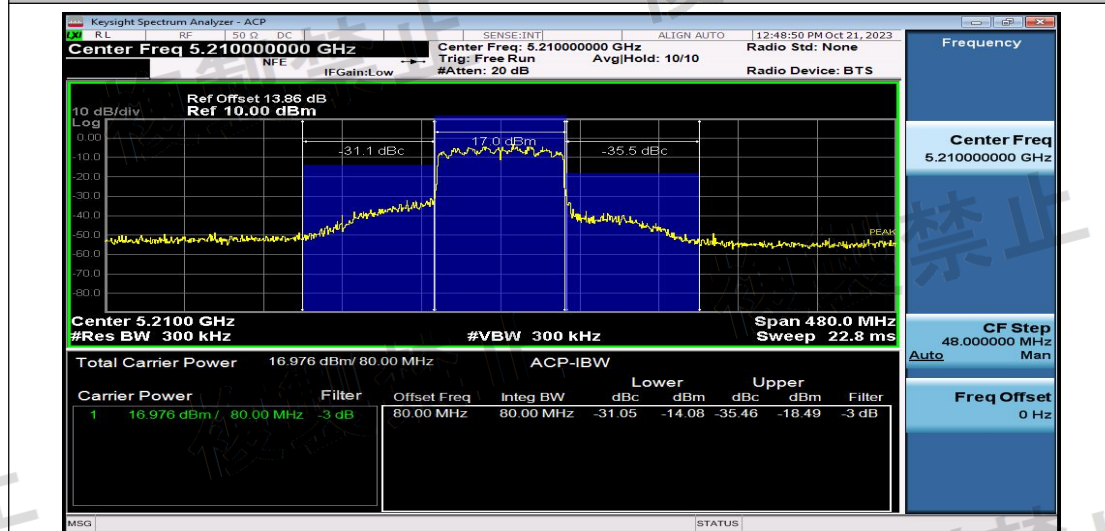 Keysight Spectrum Analyzer - ACP
LXI RL RF 50 Ω DC SENSE:INT ALIGN AUTO 12:48:50 PM Oct 21, 2023
Center Freq 5.210000000 GHz
NFE
IFGain:Low
Center Freq: 5.210000000 GHz
Trig: Free Run Avg|Hold: 10/10
#Atten: 20 dB
Radio Std: None
Radio Device: BTS
Frequency
Ref Offset 13.86 dB
10 dB/div Ref 10.00 dBm
Log
0.00
-10.0
-20.0
-30.0
-40.0
-50.0
-60.0
-70.0
-80.0
-31.1 dBc
17.0 dBm
-35.5 dBc
PEAK
Center 5.2100 GHz Span 480.0 MHz
#Res BW 300 kHz #VBW 300 kHz Sweep 22.8 ms
Center Freq
5.210000000 GHz
CF Step
48.000000 MHz
Auto Man
Freq Offset
0 Hz
Total Carrier Power 16.976 dBm/ 80.00 MHz ACP-IBW
Lower Upper
Carrier Power Filter Offset Freq Integ BW dBc dBm dBc dBm Filter
1 16.976 dBm / 80.00 MHz -3 dB 80.00 MHz 80.00 MHz -31.05 -14.08 -35.46 -18.49 -3 dB
MSG STATUS
禁止